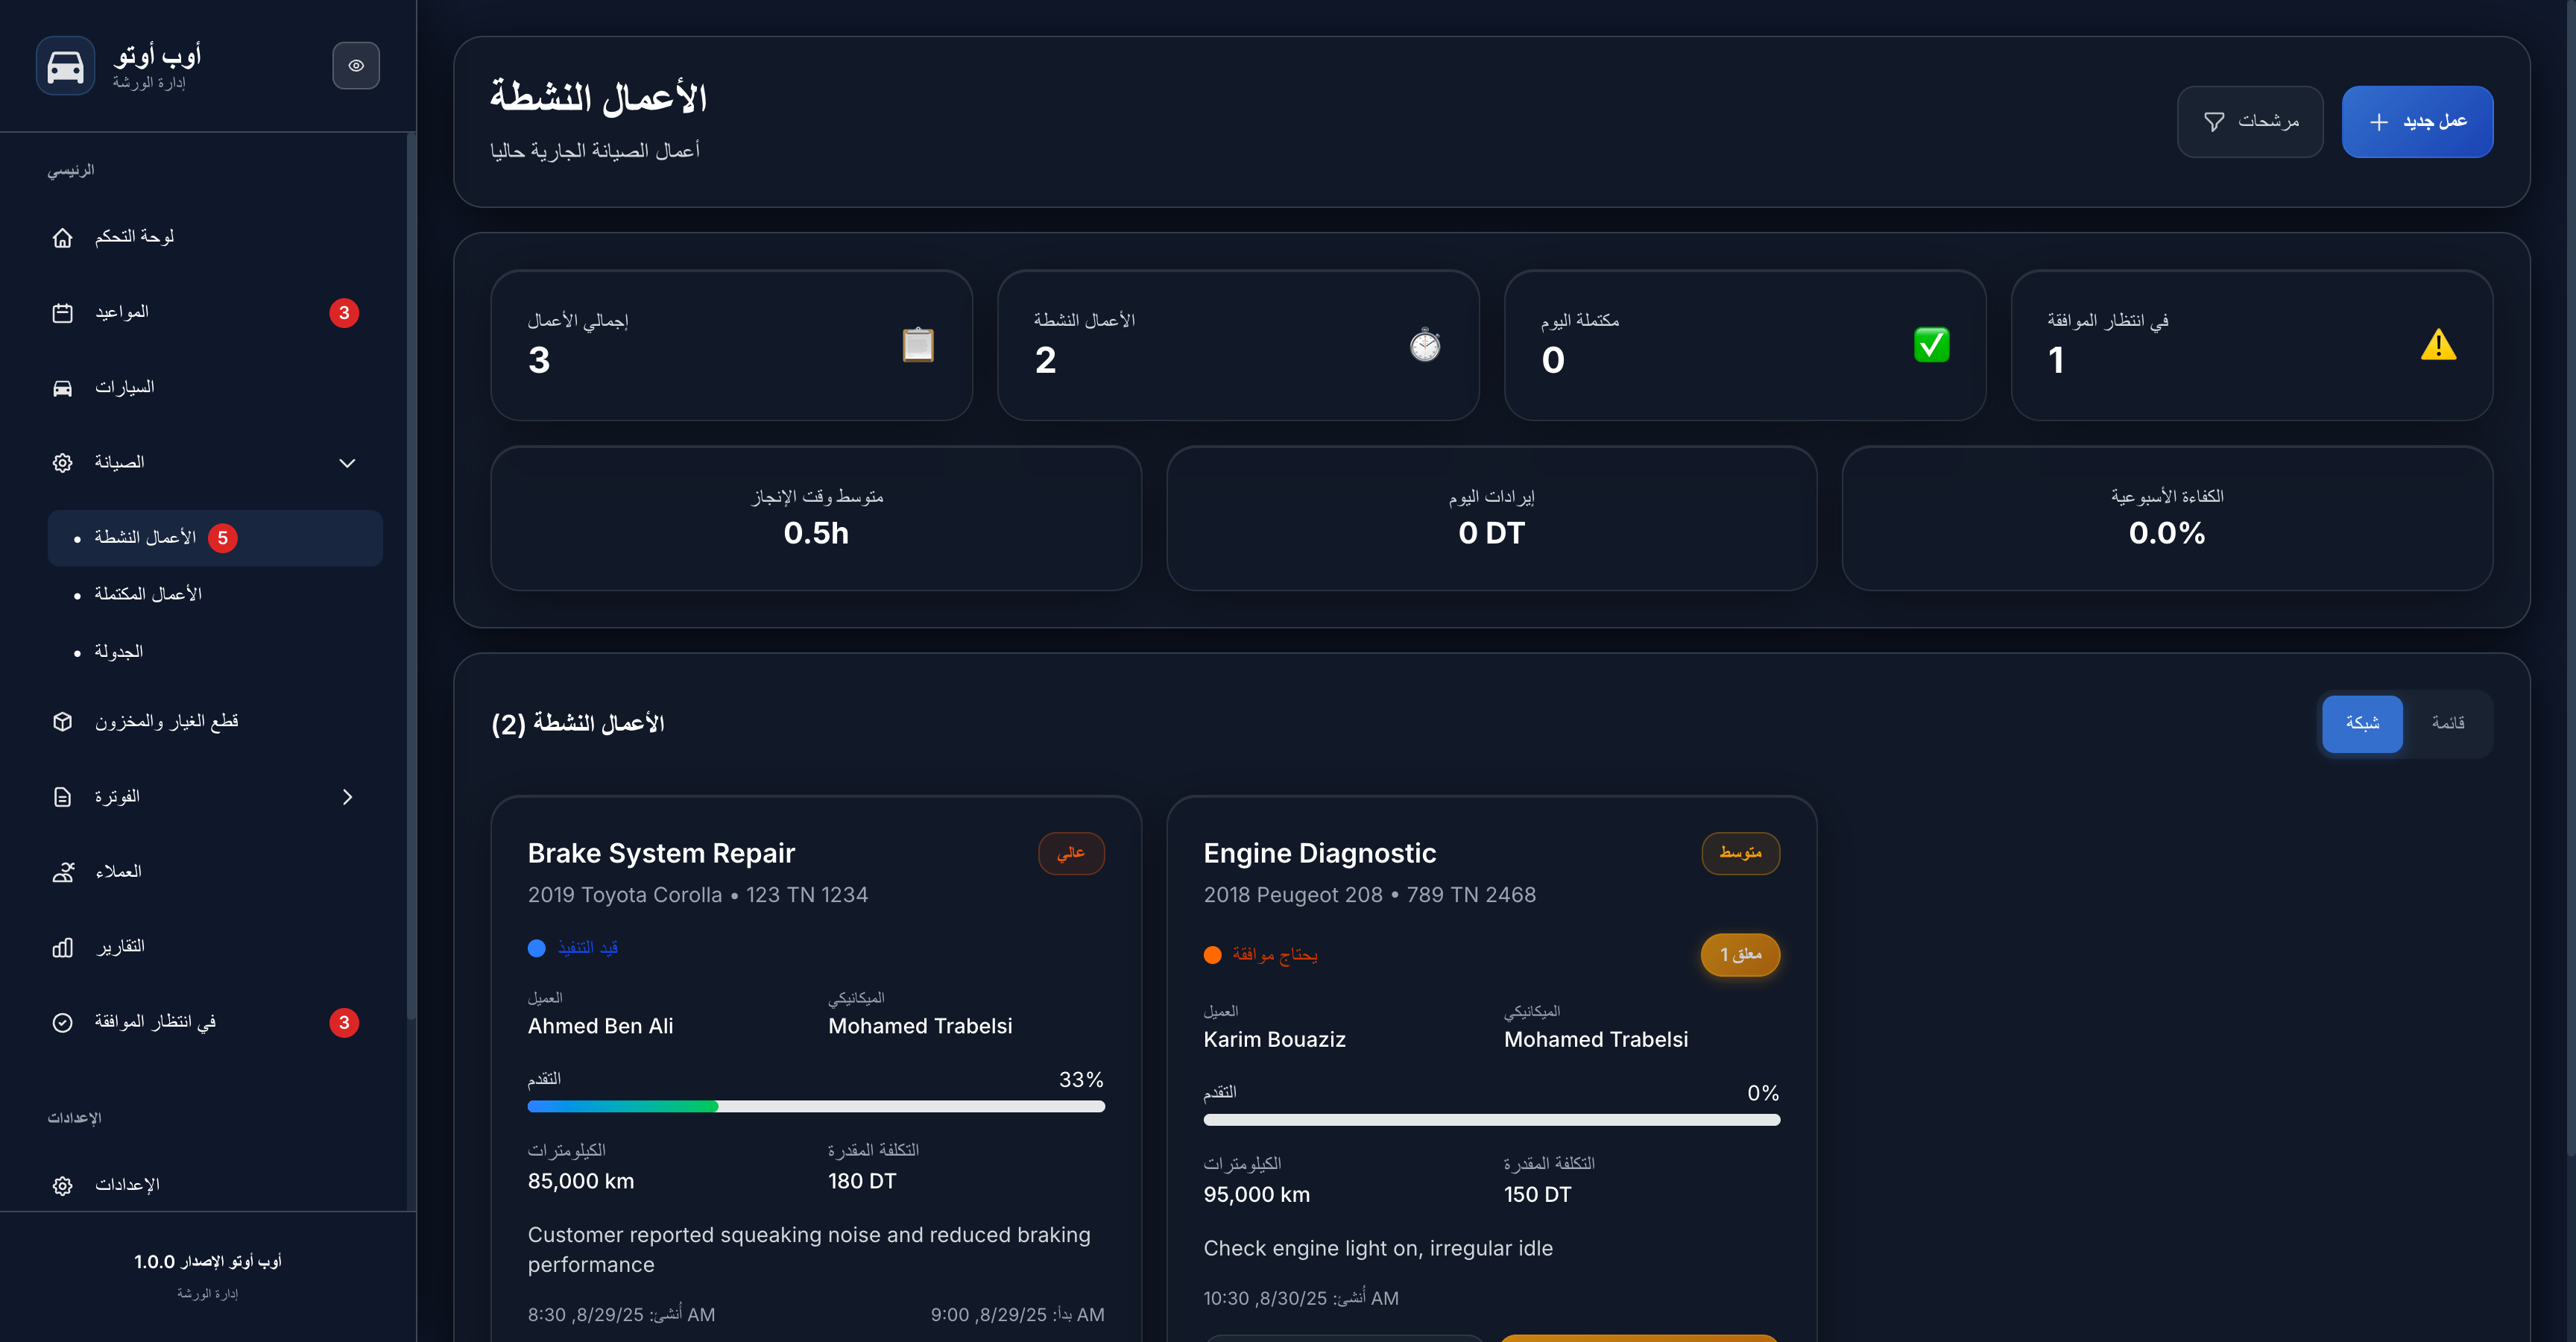 أوب أوتو
إدارة الورشة
الرئيسي
لوحة التحكم
المواعيد 3
السيارات
الصيانة
الأعمال النشطة 5
الأعمال المكتملة
الجدولة
قطع الغيار والمخزون
الفوترة
العملاء
التقارير
في انتظار الموافقة 3
الإعدادات
الإعدادات
أوب أوتو الإصدار 1.0.0
إدارة الورشة
الأعمال النشطة
أعمال الصيانة الجارية حاليا
مرشحات
عمل جديد
إجمالي الأعمال
3
الأعمال النشطة
2
مكتملة اليوم
0
في انتظار الموافقة
1
متوسط وقت الإنجاز
0.5h
إيرادات اليوم
0 DT
الكفاءة الأسبوعية
0.0%
الأعمال النشطة (2)
شبكة
قائمة
Brake System Repair
عالي
2019 Toyota Corolla • 123 TN 1234
قيد التنفيذ
العميل
Ahmed Ben Ali
الميكانيكي
Mohamed Trabelsi
التقدم
33%
الكيلومترات
85,000 km
التكلفة المقدرة
180 DT
Customer reported squeaking noise and reduced braking
performance
أُنشئ: 8/29/25, 8:30 AM
بدأ: 8/29/25, 9:00 AM
Engine Diagnostic
متوسط
2018 Peugeot 208 • 789 TN 2468
يحتاج موافقة
1 معلق
العميل
Karim Bouaziz
الميكانيكي
Mohamed Trabelsi
التقدم
0%
الكيلومترات
95,000 km
التكلفة المقدرة
150 DT
Check engine light on, irregular idle
أُنشئ: 8/30/25, 10:30 AM